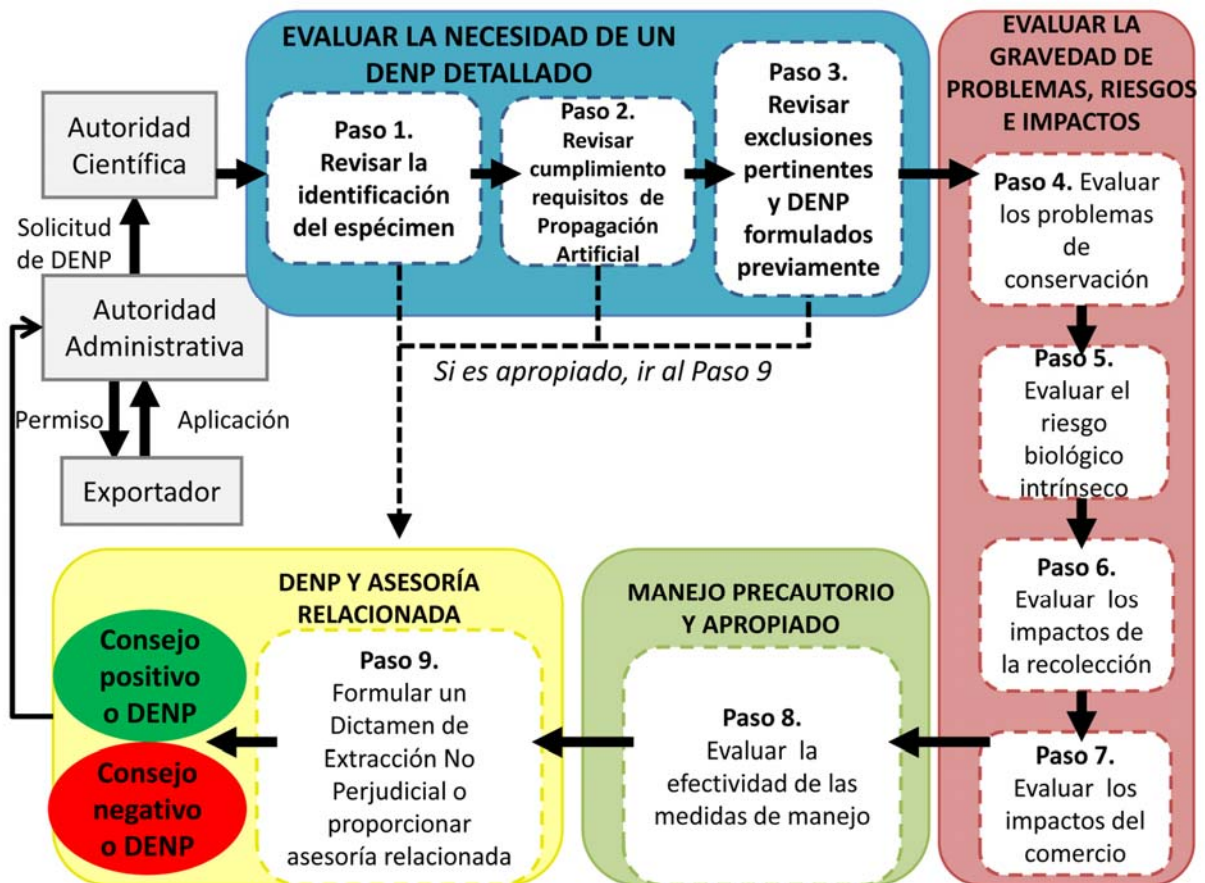 Autoridad
Científica
Solicitud
de DENP
Autoridad
Administrativa
Permiso
Aplicación
Exportador
EVALUAR LA NECESIDAD DE UN
DENP DETALLADO
Paso 1.
Revisar la
identificación
del espécimen
Paso 2.
Revisar
cumplimiento
requisitos de
Propagación
Artificial
Paso 3.
Revisar
exclusiones
pertinentes
y DENP
formulados
previamente
Si es apropiado, ir al Paso 9
EVALUAR LA
GRAVEDAD DE
PROBLEMAS, RIESGOS
E IMPACTOS
Paso 4. Evaluar
los problemas
de
conservación
Paso 5.
Evaluar el
riesgo
biológico
intrínseco
Paso 6.
Evaluar los
impactos de
la recolección
Paso 7.
Evaluar los
impactos del
comercio
MANEJO PRECAUTORIO
Y APROPIADO
Paso 8.
Evaluar la
efectividad de las
medidas de manejo
DENP Y ASESORÍA
RELACIONADA
Paso 9.
Formular un
Dictamen de
Extracción No
Perjudicial o
proporcionar
asesoría relacionada
Consejo
positivo
o DENP
Consejo
negativo
o DENP